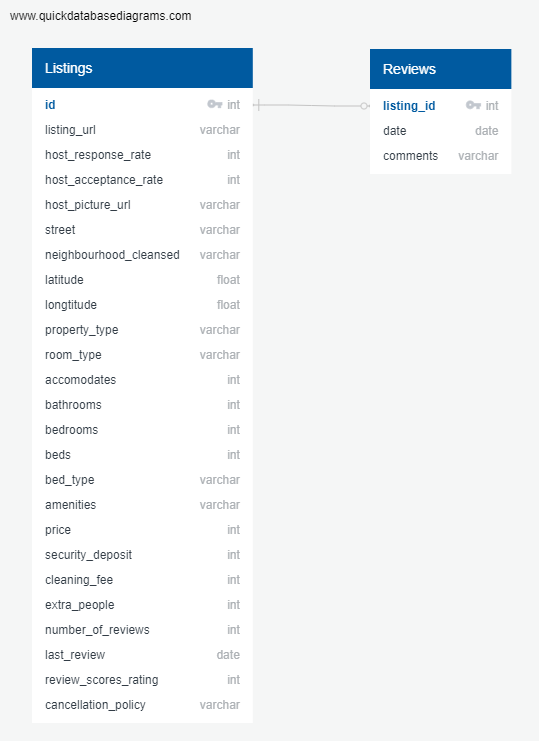 www.quickdatabasediagrams.com
Listings
id int
listing_url varchar
host_response_rate int
host_acceptance_rate int
host_picture_url varchar
street varchar
neighbourhood_cleansed varchar
latitude float
longtitude float
property_type varchar
room_type varchar
accomodates int
bathrooms int
bedrooms int
beds int
bed_type varchar
amenities varchar
price int
security_deposit int
cleaning_fee int
extra_people int
number_of_reviews int
last_review date
review_scores_rating int
cancellation_policy varchar
Reviews
listing_id int
date date
comments varchar